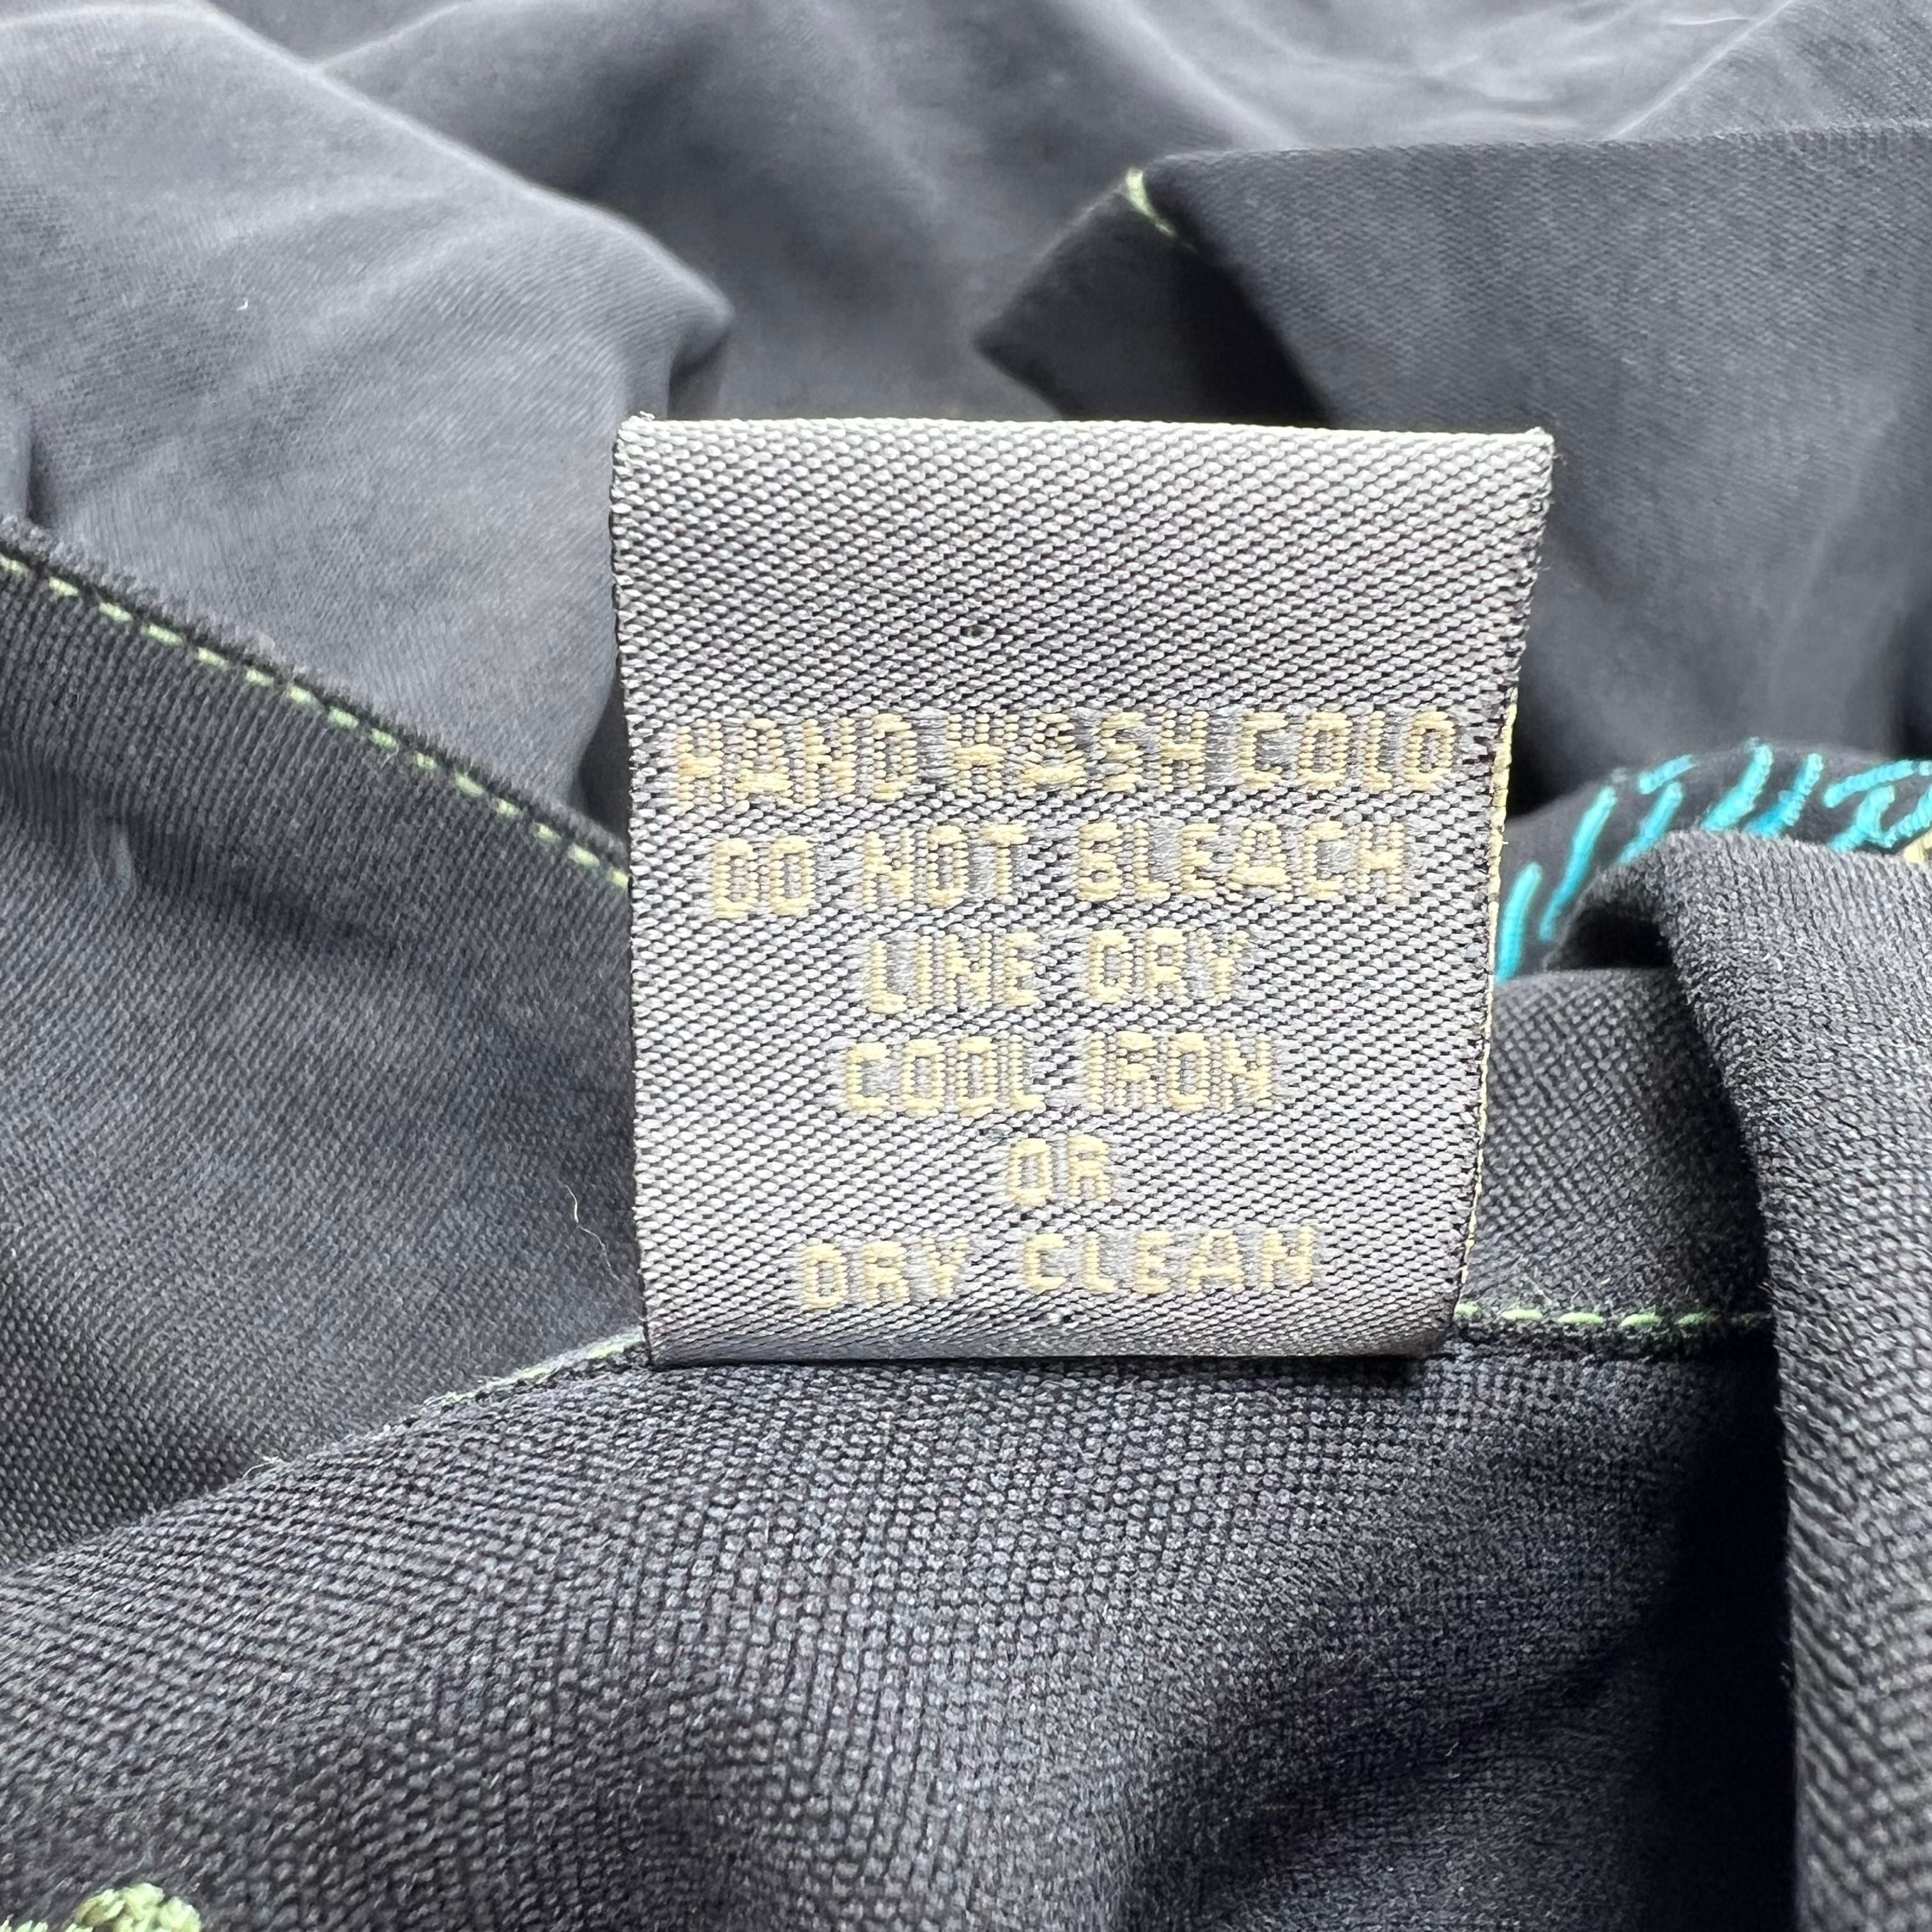 HAND WASH COLD
DO NOT BLEACH
LINE DRY
COOL IRON
OR
DRY CLEAN